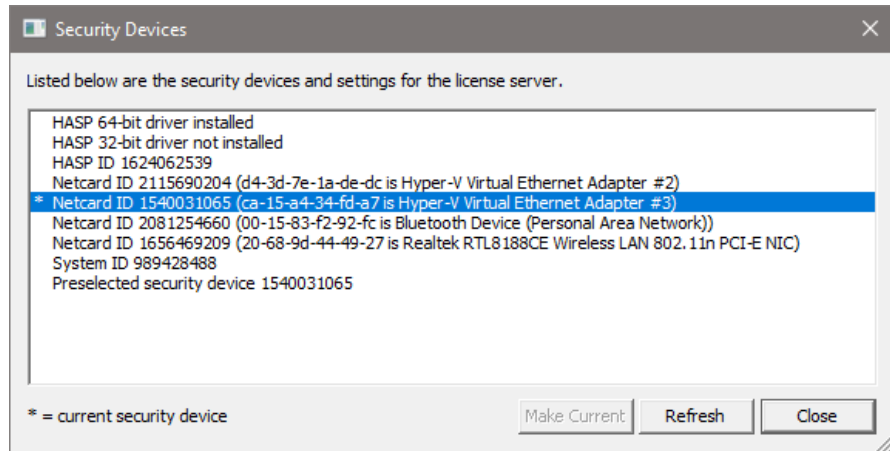 Security Devices
Listed below are the security devices and settings for the license server.
HASP 64-bit driver installed
HASP 32-bit driver not installed
HASP ID 1624062539
Netcard ID 2115690204 (d4-3d-7e-1a-de-dc is Hyper-V Virtual Ethernet Adapter #2)
* Netcard ID 1540031065 (ca-15-a4-34-fd-a7 is Hyper-V Virtual Ethernet Adapter #3)
Netcard ID 2081254660 (00-15-83-f2-92-fc is Bluetooth Device (Personal Area Network))
Netcard ID 1656469209 (20-68-9d-44-49-27 is Realtek RTL8188CE Wireless LAN 802.11n PCI-E NIC)
System ID 989428488
Preselected security device 1540031065
* = current security device Make Current Refresh Close